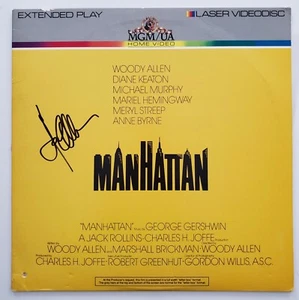 EXTENDED PLAY
LASER VIDEODISC
MGM/UA
HOME VIDEO
WOODY ALLEN
DIANE KEATON
MICHAEL MURPHY
MARIEL HEMINGWAY
MERYL STREEP
ANNE BYRNE
MANHATTAN
"MANHATTAN" GEORGE GERSHWIN
A JACK ROLLINS-CHARLES H. JOFFE
WOODY ALLEN and MARSHALL BRICKMAN WOODY ALLEN
CHARLES H. JOFFE ROBERT GREENHUT GORDON WILLIS, A.S.C.